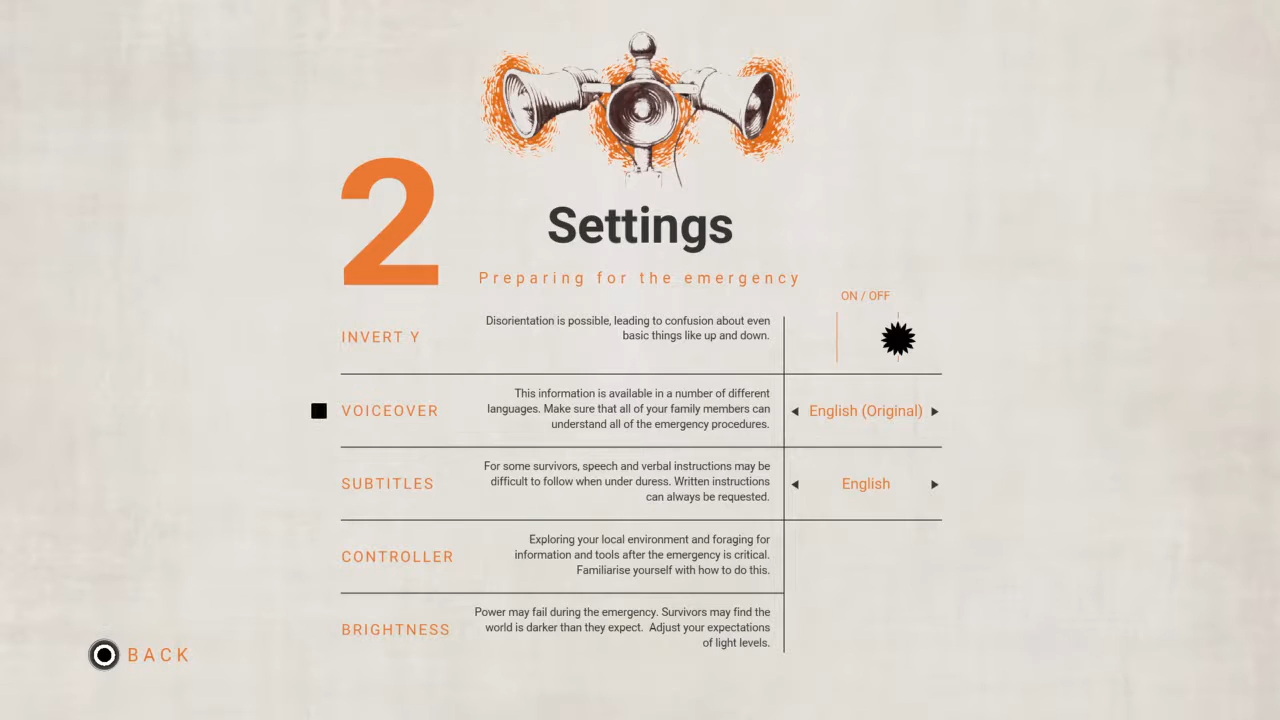 2
Settings
Preparing for the emergency
ON / OFF
INVERT Y
Disorientation is possible, leading to confusion about even
basic things like up and down.
VOICEOVER
This information is available in a number of different
languages. Make sure that all of your family members can
understand all of the emergency procedures.
English (Original)
SUBTITLES
For some survivors, speech and verbal instructions may be
difficult to follow when under duress. Written instructions
can always be requested.
English
CONTROLLER
Exploring your local environment and foraging for
information and tools after the emergency is critical.
Familiarise yourself with how to do this.
BRIGHTNESS
Power may fail during the emergency. Survivors may find the
world is darker than they expect.  Adjust your expectations
of light levels.
BACK